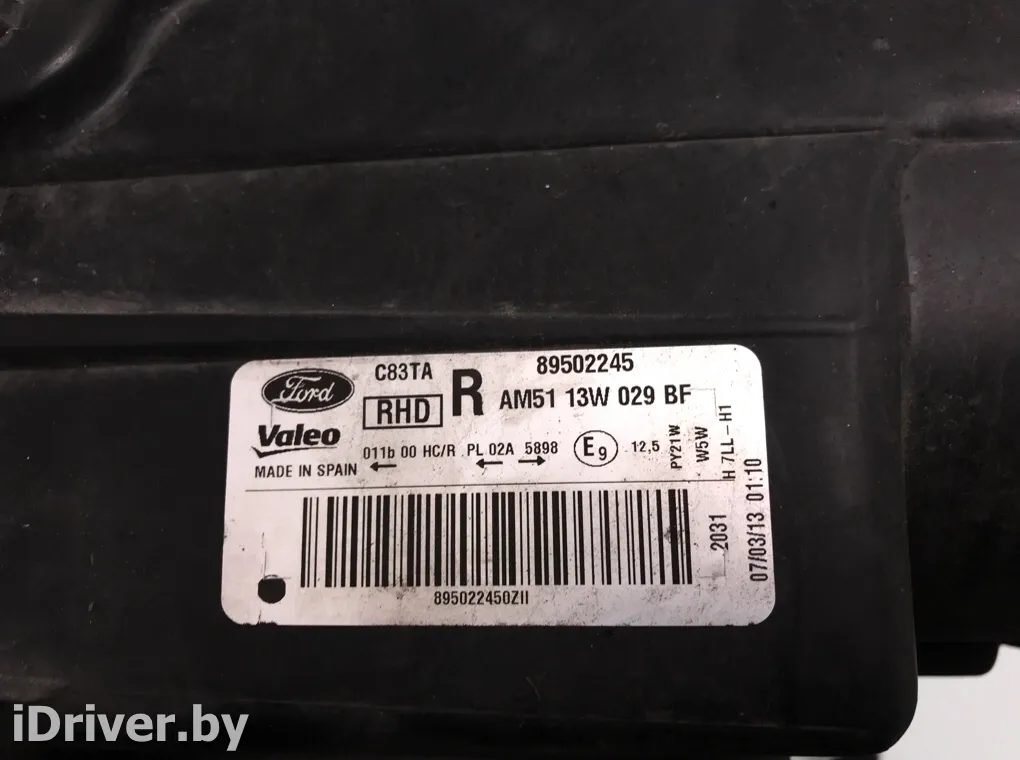 Ford
C83TA
89502245
RHD
R
AM51 13W 029 BF
Valeo
011b 00 HC/R PL 02A 5898
E9
12,5
PY21W
W5W
H 7LL-H1
MADE IN SPAIN
2031
07/03/13 01:10
895022450ZII
iDriver.by